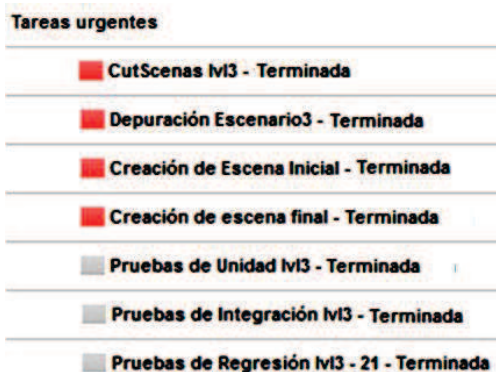 Tareas urgentes
CutScenas lvl3 - Terminada
Depuración Escenario3 - Terminada
Creación de Escena Inicial - Terminada
Creación de escena final - Terminada
Pruebas de Unidad lvl3 - Terminada
Pruebas de Integración lvl3 - Terminada
Pruebas de Regresión lvl3 - 21 - Terminada